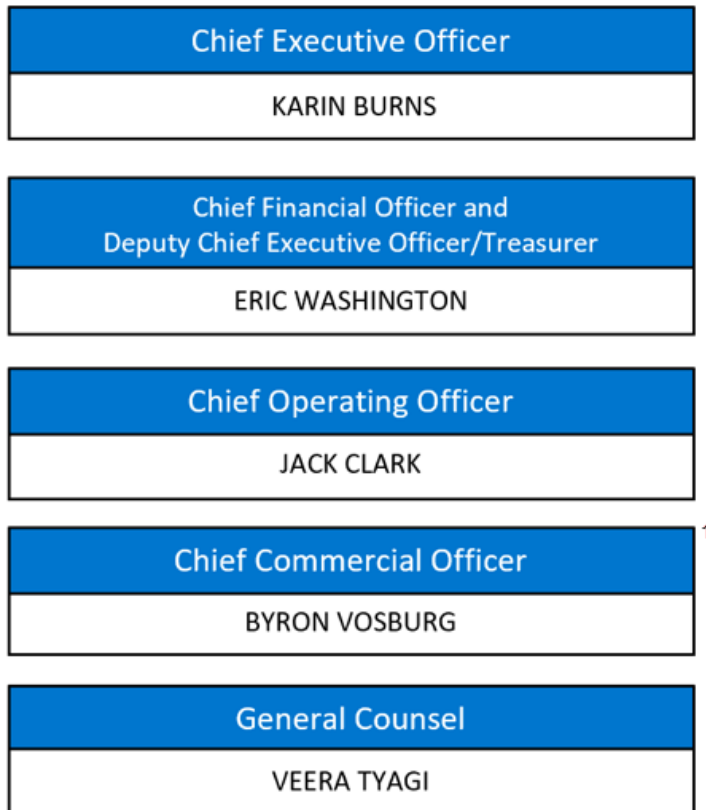 Chief Executive Officer
KARIN BURNS
Chief Financial Officer and
Deputy Chief Executive Officer/Treasurer
ERIC WASHINGTON
Chief Operating Officer
JACK CLARK
Chief Commercial Officer
BYRON VOSBURG
General Counsel
VEERA TYAGI